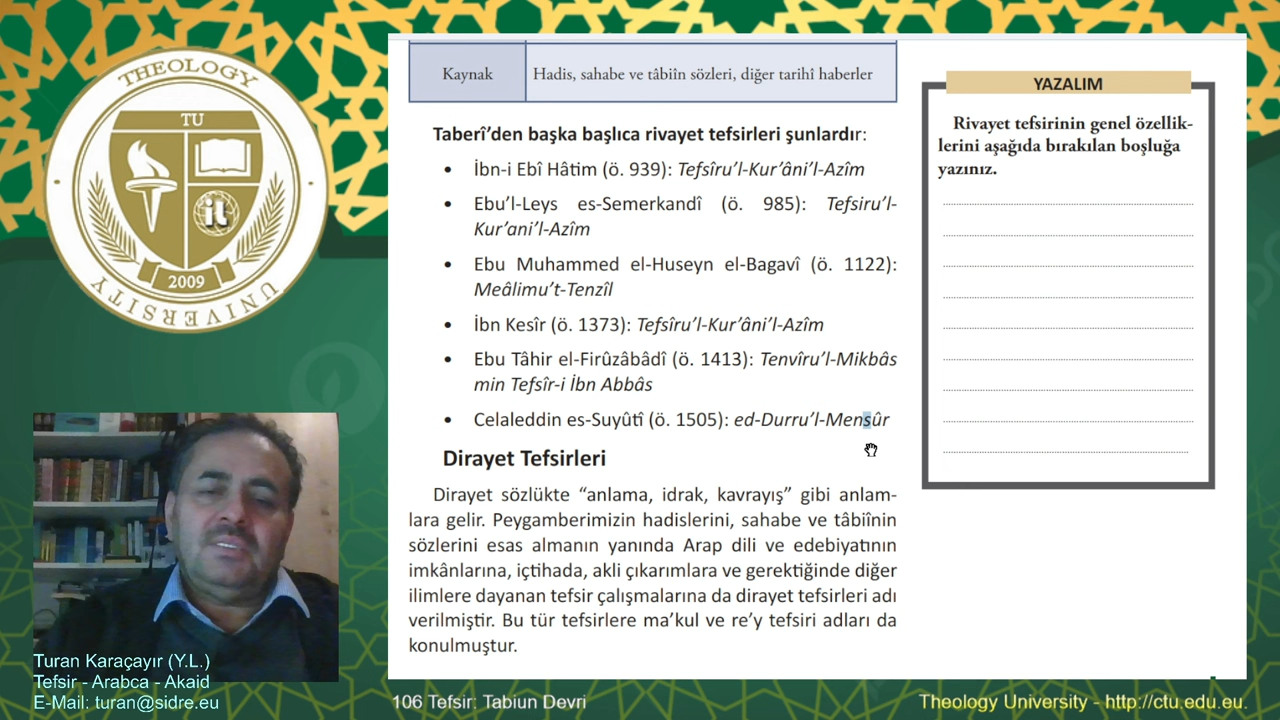 THEOLOGY
TU
2009
UNIVERSITY
Kaynak
Hadis, sahabe ve tâbiîn sözleri, diğer tarihî haberler
Taberî’den başka başlıca rivayet tefsirleri şunlardır:
• İbn-i Ebî Hâtim (ö. 939): Tefsîru’l-Kur’âni’l-Azîm
• Ebu’l-Leys es-Semerkandî (ö. 985): Tefsiru’l-
Kur’ani’l-Azîm
• Ebu Muhammed el-Huseyn el-Bagavî (ö. 1122):
Meâlimu’t-Tenzîl
• İbn Kesîr (ö. 1373): Tefsîru’l-Kur’âni’l-Azîm
• Ebu Tâhir el-Firûzâbâdî (ö. 1413): Tenvîru’l-Mikbâs
min Tefsîr-i İbn Abbâs
• Celaleddin es-Suyûtî (ö. 1505): ed-Durru’l-Mensûr
Dirayet Tefsirleri
Dirayet sözlükte “anlama, idrak, kavrayış” gibi anlam-
lara gelir. Peygamberimizin hadislerini, sahabe ve tâbiînin
sözlerini esas almanın yanında Arap dili ve edebiyatının
imkânlarına, içtihada, akli çıkarımlara ve gerektiğinde diğer
ilimlere dayanan tefsir çalışmalarına da dirayet tefsirleri adı
verilmiştir. Bu tür tefsirlere ma’kul ve re’y tefsiri adları da
konulmuştur.
YAZALIM
Rivayet tefsirinin genel özellik-
lerini aşağıda bırakılan boşluğa
yazınız.
Turan Karaçayır (Y.L.)
Tefsir - Arabca - Akaid
E-Mail: turan@sidre.eu
106 Tefsir: Tabiun Devri
Theology University - http://ctu.edu.eu.